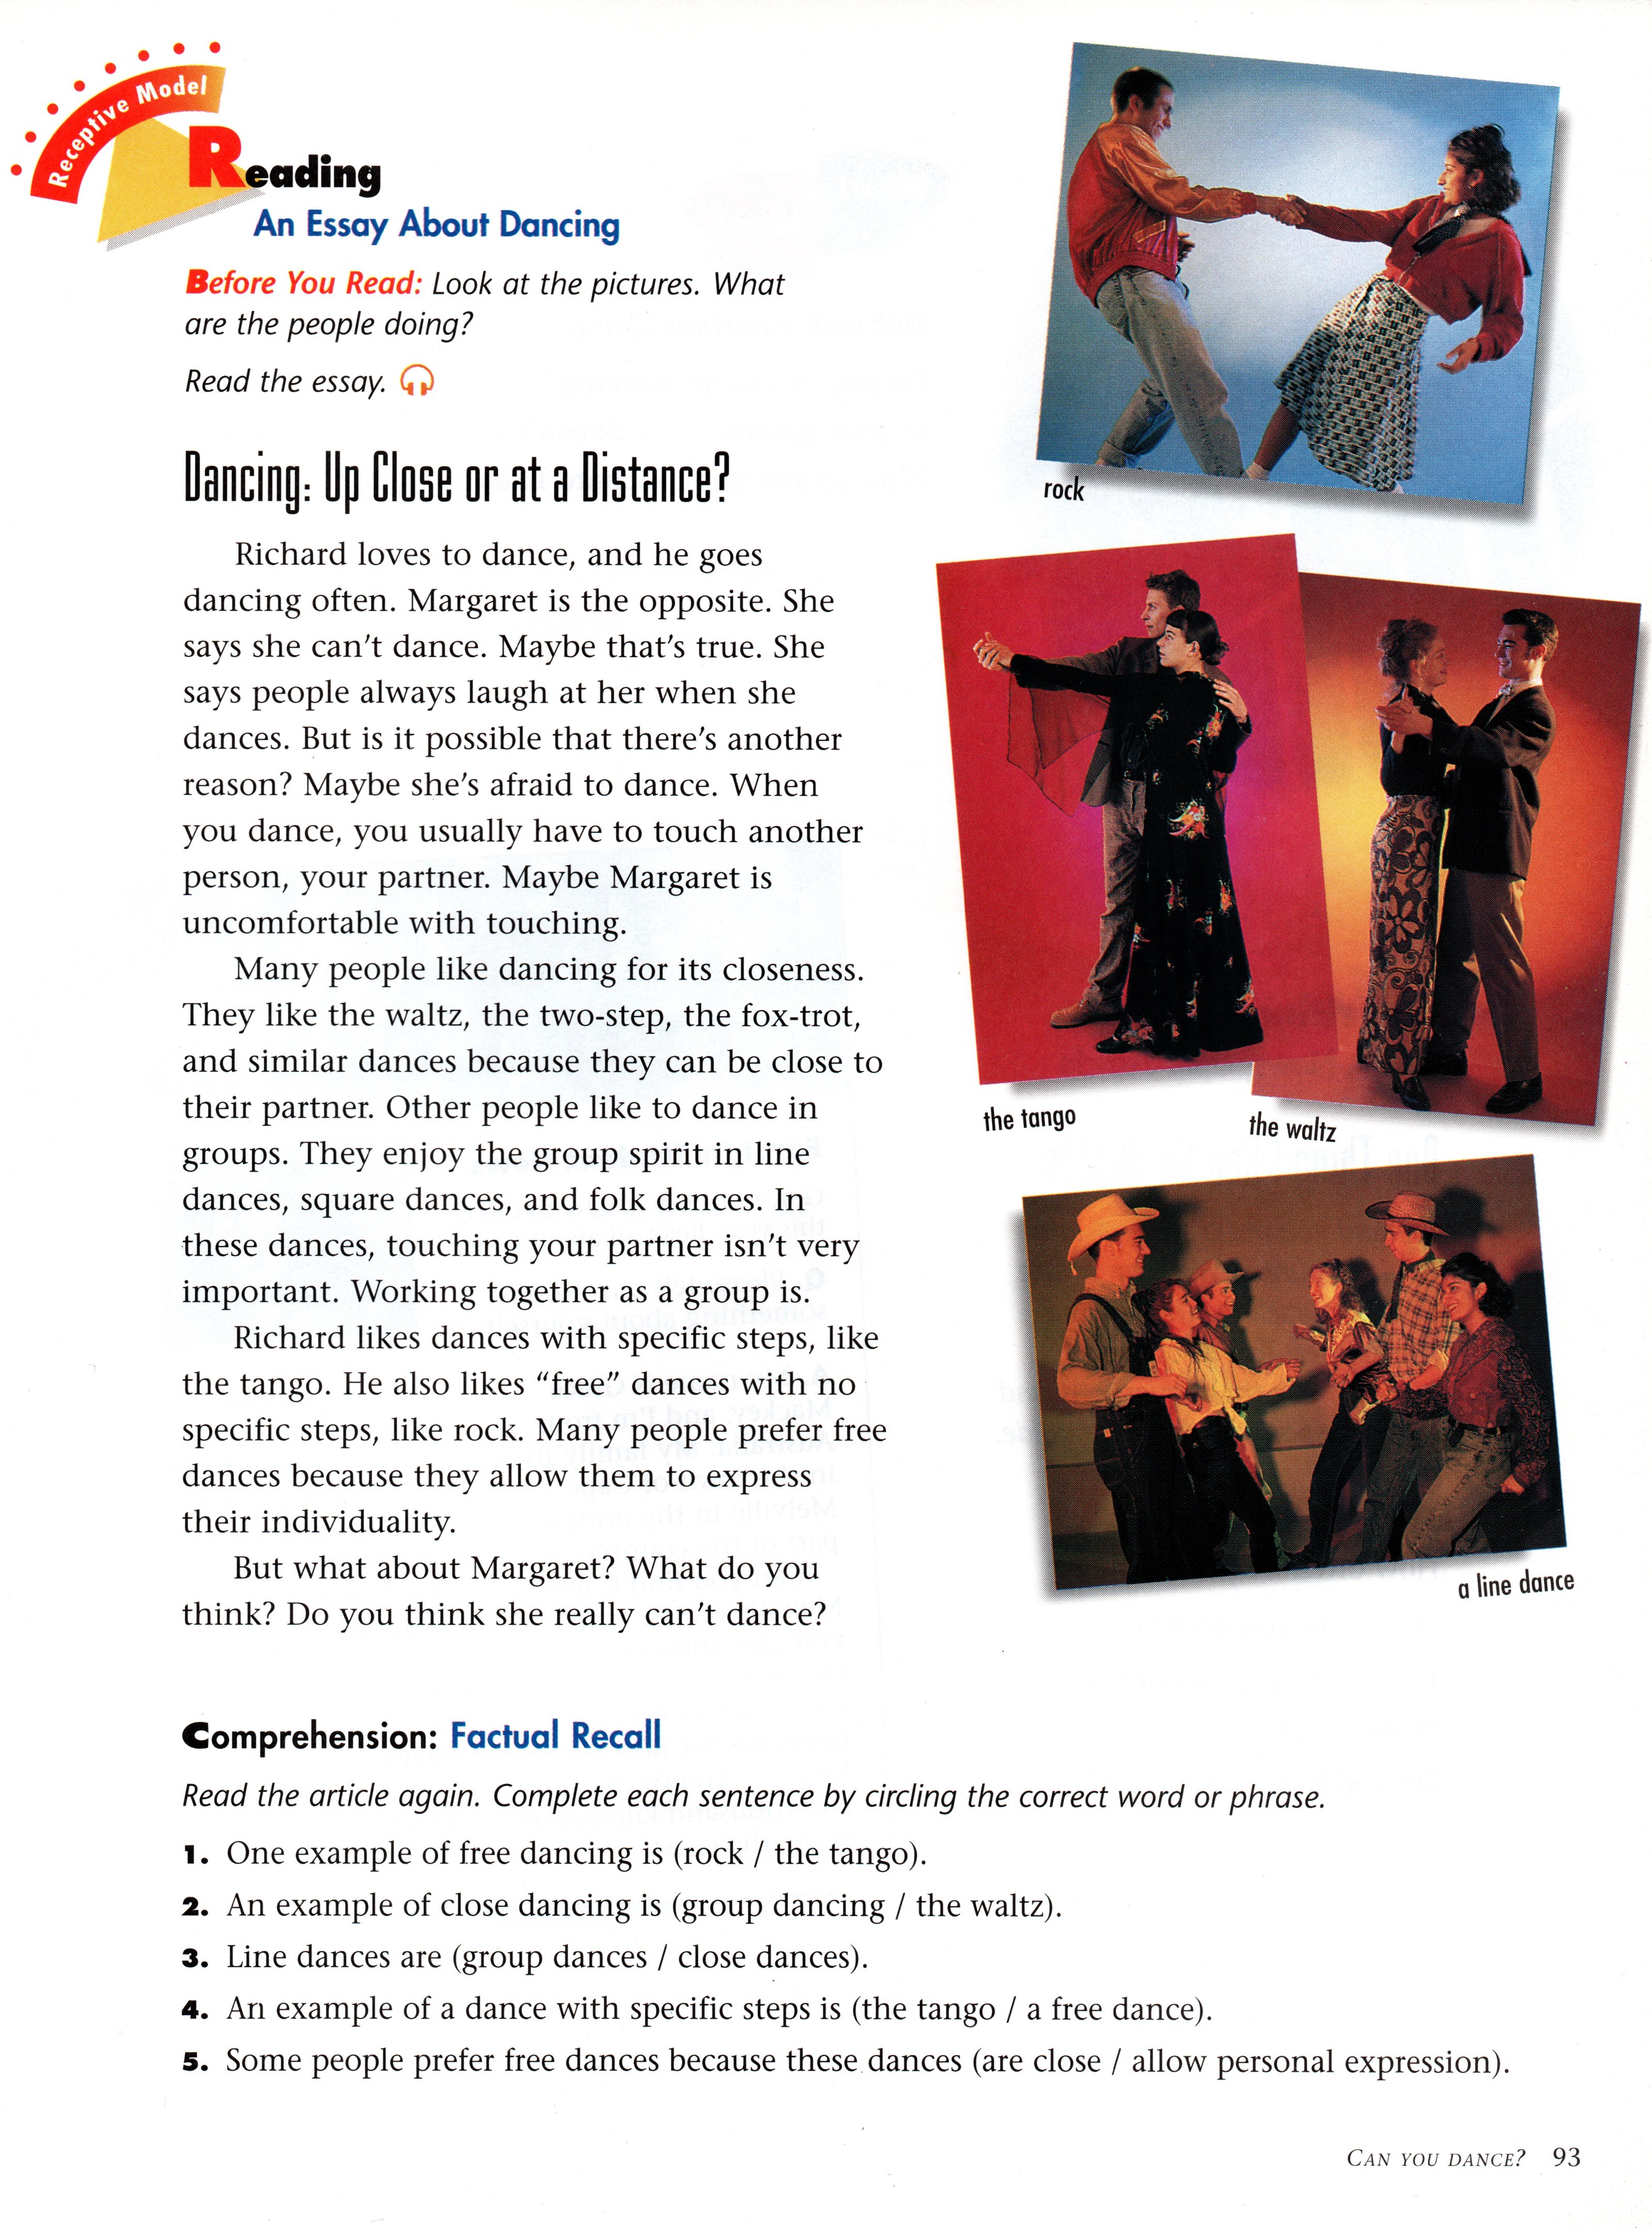 Receptive Model
Reading
An Essay About Dancing
Before You Read: Look at the pictures. What
are the people doing?
Read the essay.
Dancing: Up Close or at a Distance?
Richard loves to dance, and he goes
dancing often. Margaret is the opposite. She
says she can't dance. Maybe that's true. She
says people always laugh at her when she
dances. But is it possible that there's another
reason? Maybe she's afraid to dance. When
you dance, you usually have to touch another
person, your partner. Maybe Margaret is
uncomfortable with touching.
Many people like dancing for its closeness.
They like the waltz, the two-step, the fox-trot,
and similar dances because they can be close to
their partner. Other people like to dance in
groups. They enjoy the group spirit in line
dances, square dances, and folk dances. In
these dances, touching your partner isn't very
important. Working together as a group is.
Richard likes dances with specific steps, like
the tango. He also likes “free” dances with no
specific steps, like rock. Many people prefer free
dances because they allow them to express
their individuality.
But what about Margaret? What do you
think? Do you think she really can't dance?
rock
the tango
the waltz
a line dance
Comprehension: Factual Recall
Read the article again. Complete each sentence by circling the correct word or phrase.
1. One example of free dancing is (rock / the tango).
2. An example of close dancing is (group dancing / the waltz).
3. Line dances are (group dances / close dances).
4. An example of a dance with specific steps is (the tango / a free dance).
5. Some people prefer free dances because these dances (are close / allow personal expression).
CAN YOU DANCE? 93